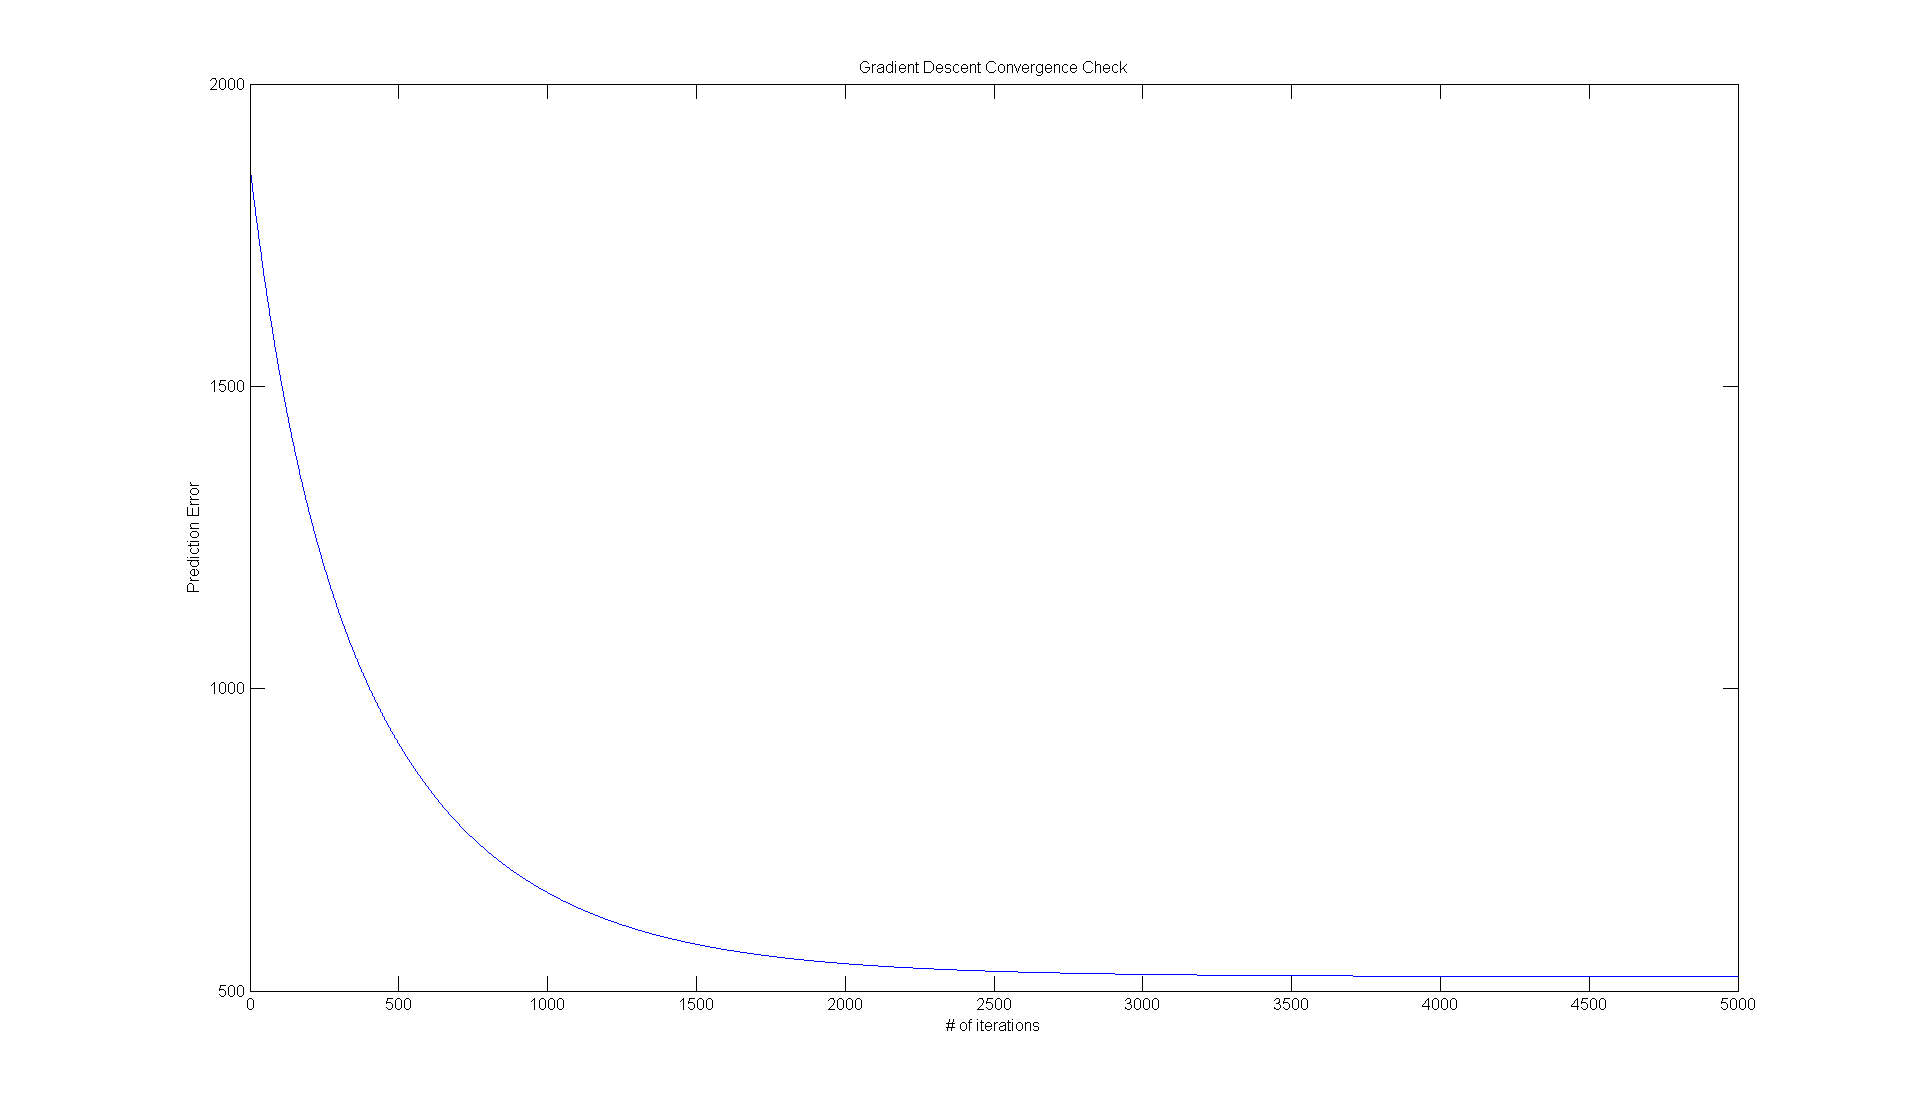 Gradient Descent Convergence Check
2000
1500
1000
500
Prediction Error
0 500 1000 1500 2000 2500 3000 3500 4000 4500 5000
# of iterations